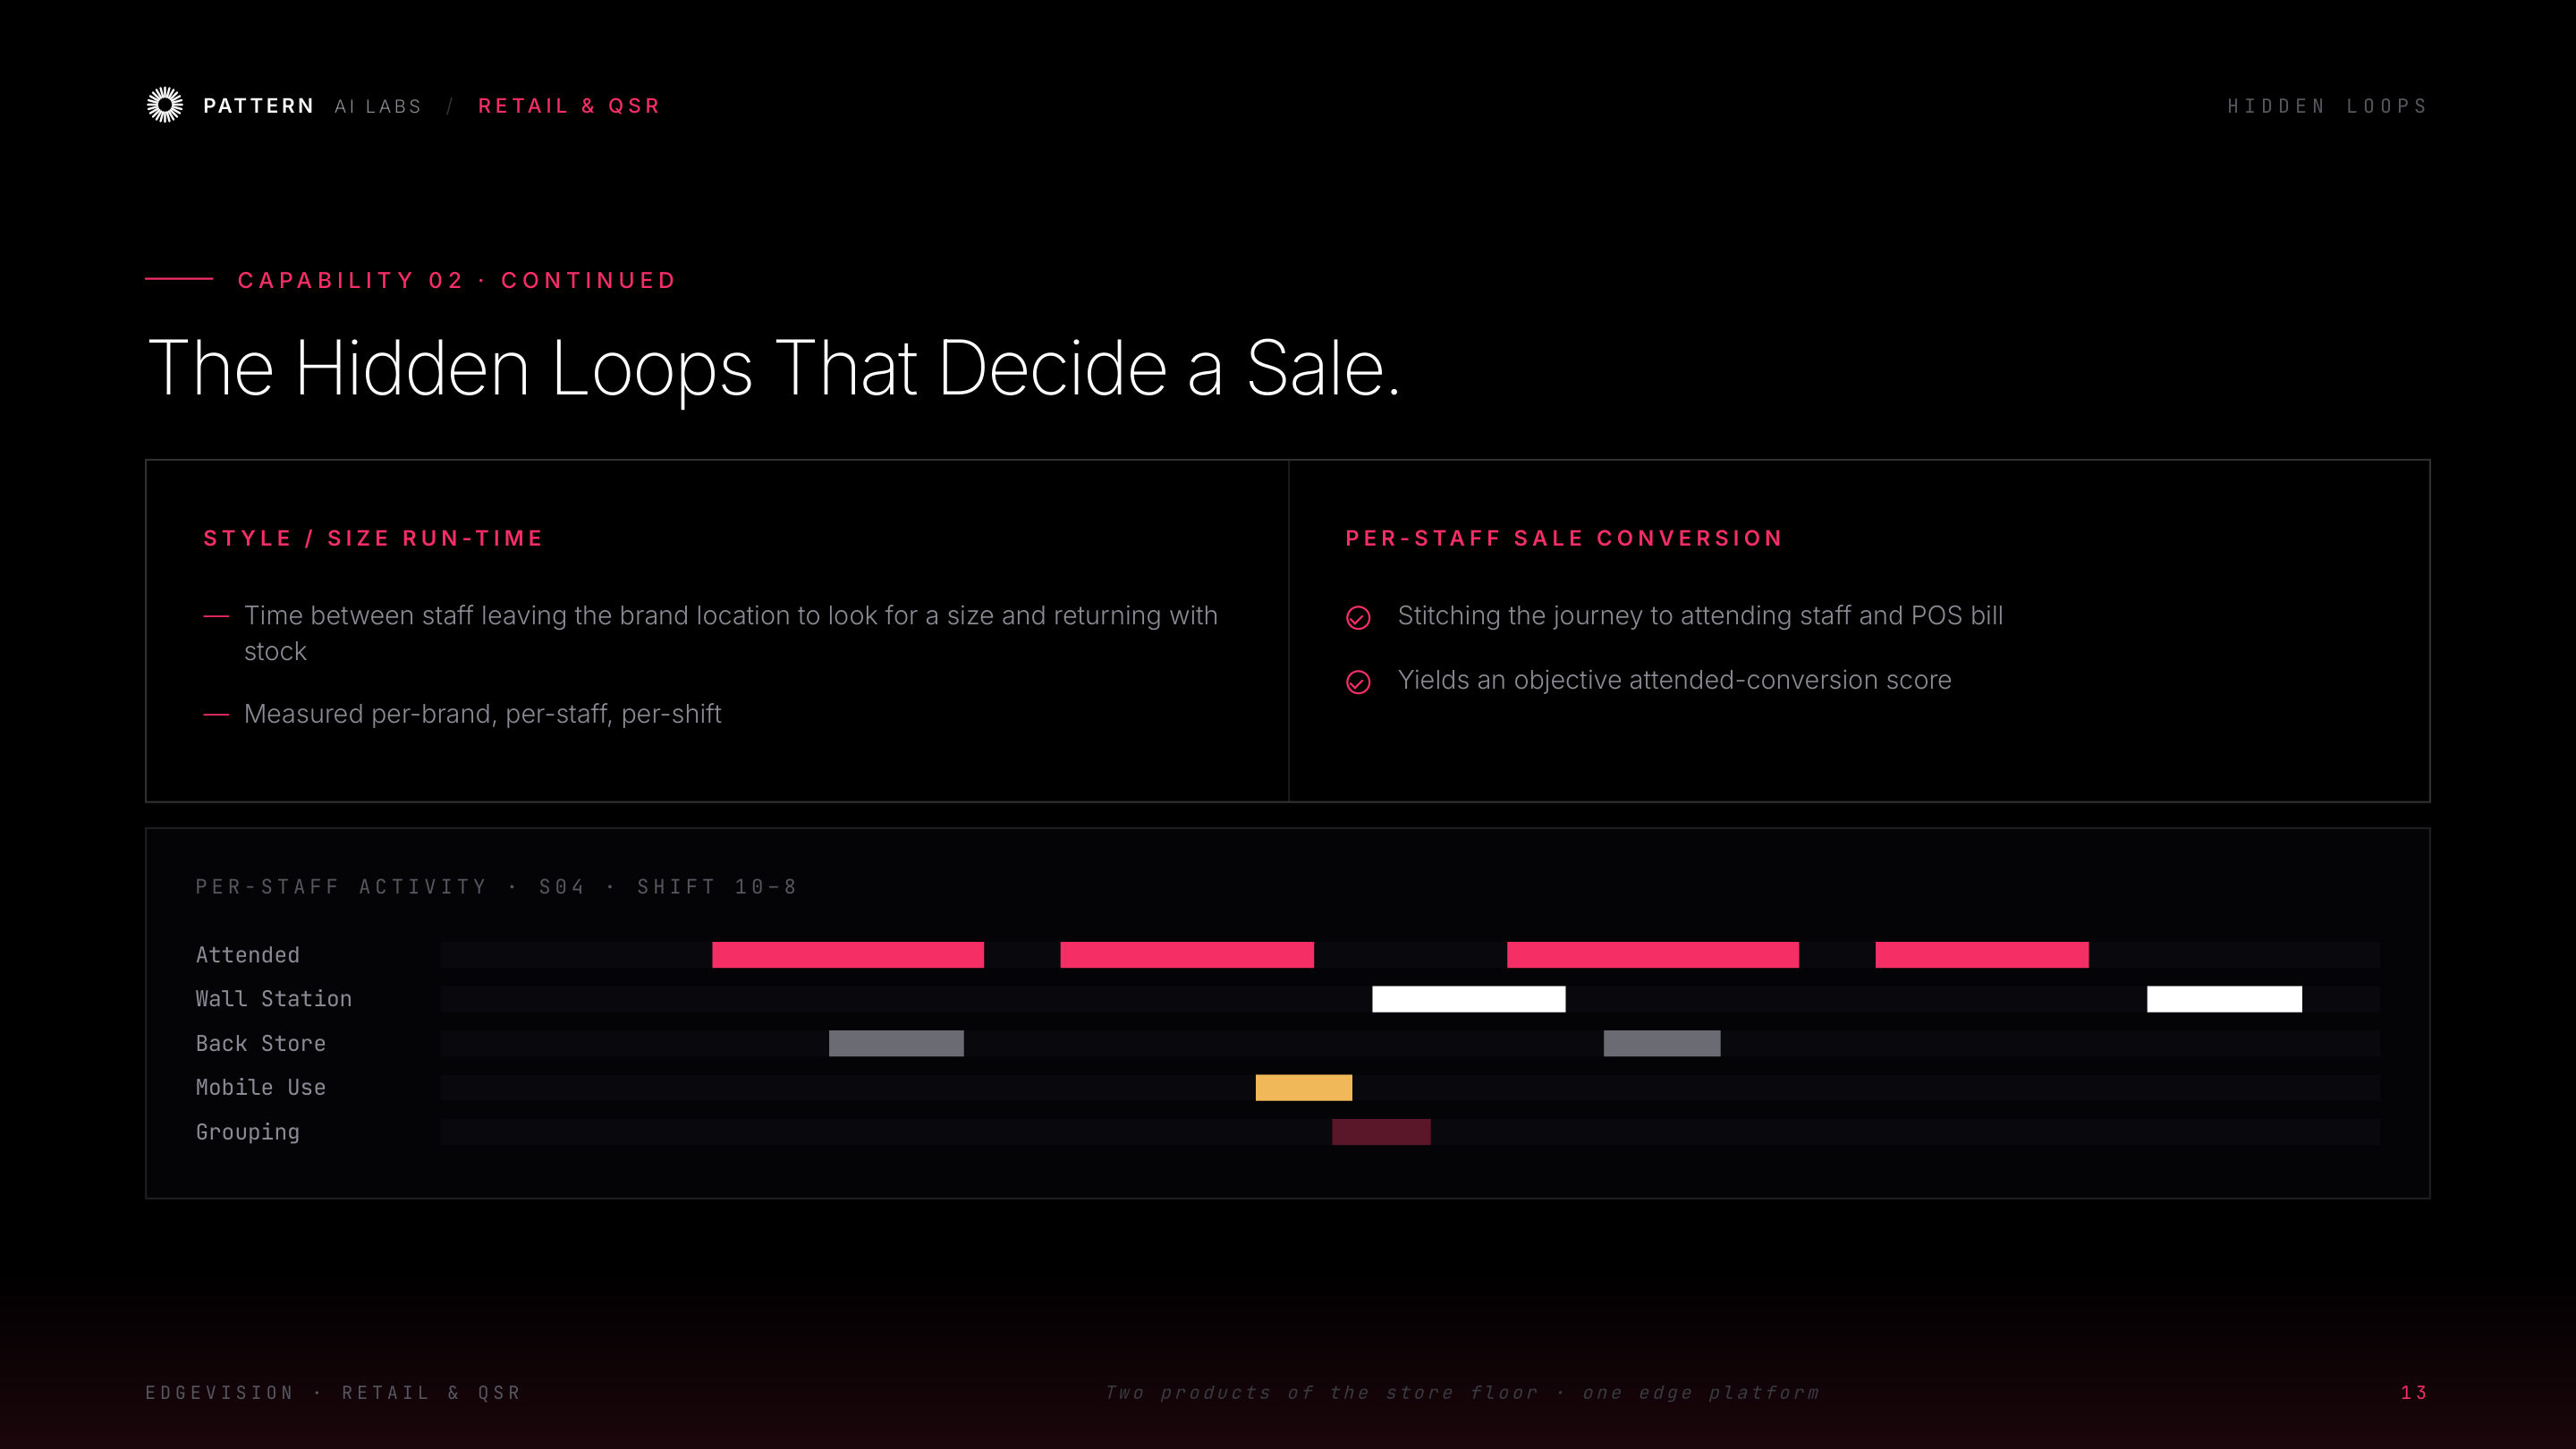 PATTERN AI LABS / RETAIL & QSR
HIDDEN LOOPS
CAPABILITY 02 · CONTINUED
The Hidden Loops That Decide a Sale.
STYLE / SIZE RUN-TIME
— Time between staff leaving the brand location to look for a size and returning with
stock
— Measured per-brand, per-staff, per-shift
PER-STAFF SALE CONVERSION
Stitching the journey to attending staff and POS bill
Yields an objective attended-conversion score
PER-STAFF ACTIVITY · S04 · SHIFT 10–8
Attended
Wall Station
Back Store
Mobile Use
Grouping
EDGEVISION · RETAIL & QSR
Two products of the store floor · one edge platform
13